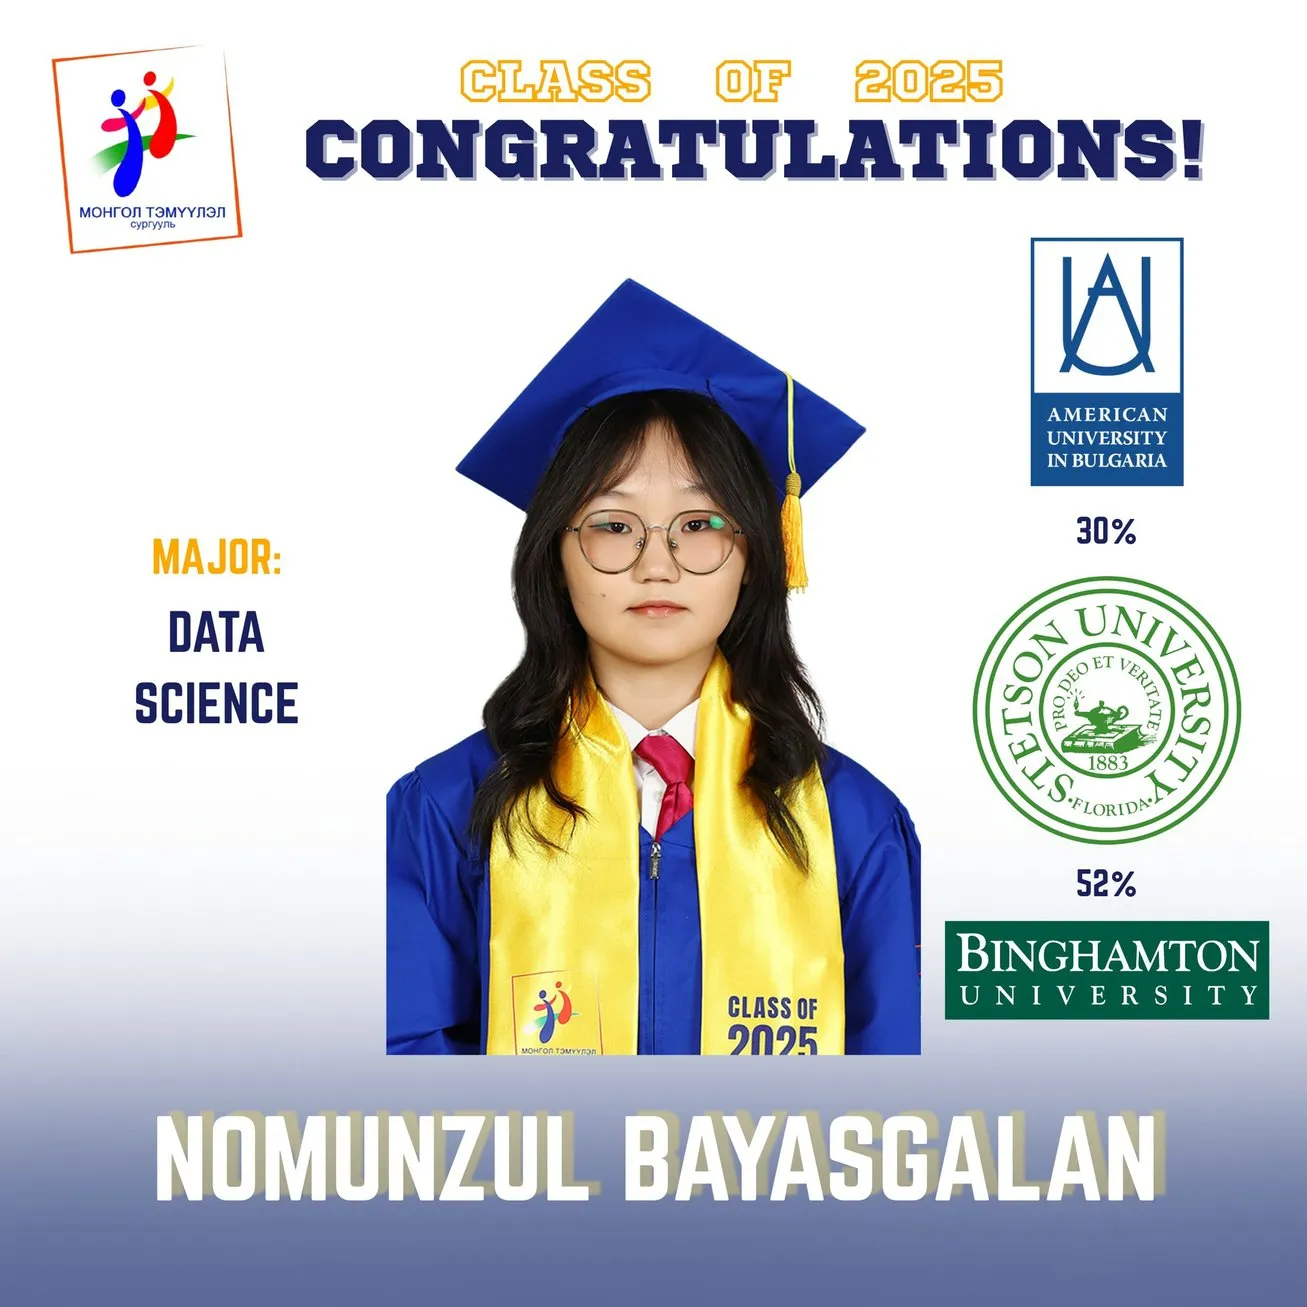 МОНГОЛ ТЭМҮҮЛЭЛ
сургууль
CLASS OF 2025
CONGRATULATIONS!
AMERICAN
UNIVERSITY
IN BULGARIA
30%
MAJOR:
DATA
SCIENCE
STETSON UNIVERSITY
PRO DEO ET VERITATE
1883
·FLORIDA·
52%
BINGHAMTON
UNIVERSITY
МОНГОЛ ТЭМҮҮЛЭЛ
CLASS OF
2025
NOMUNZUL BAYASGALAN